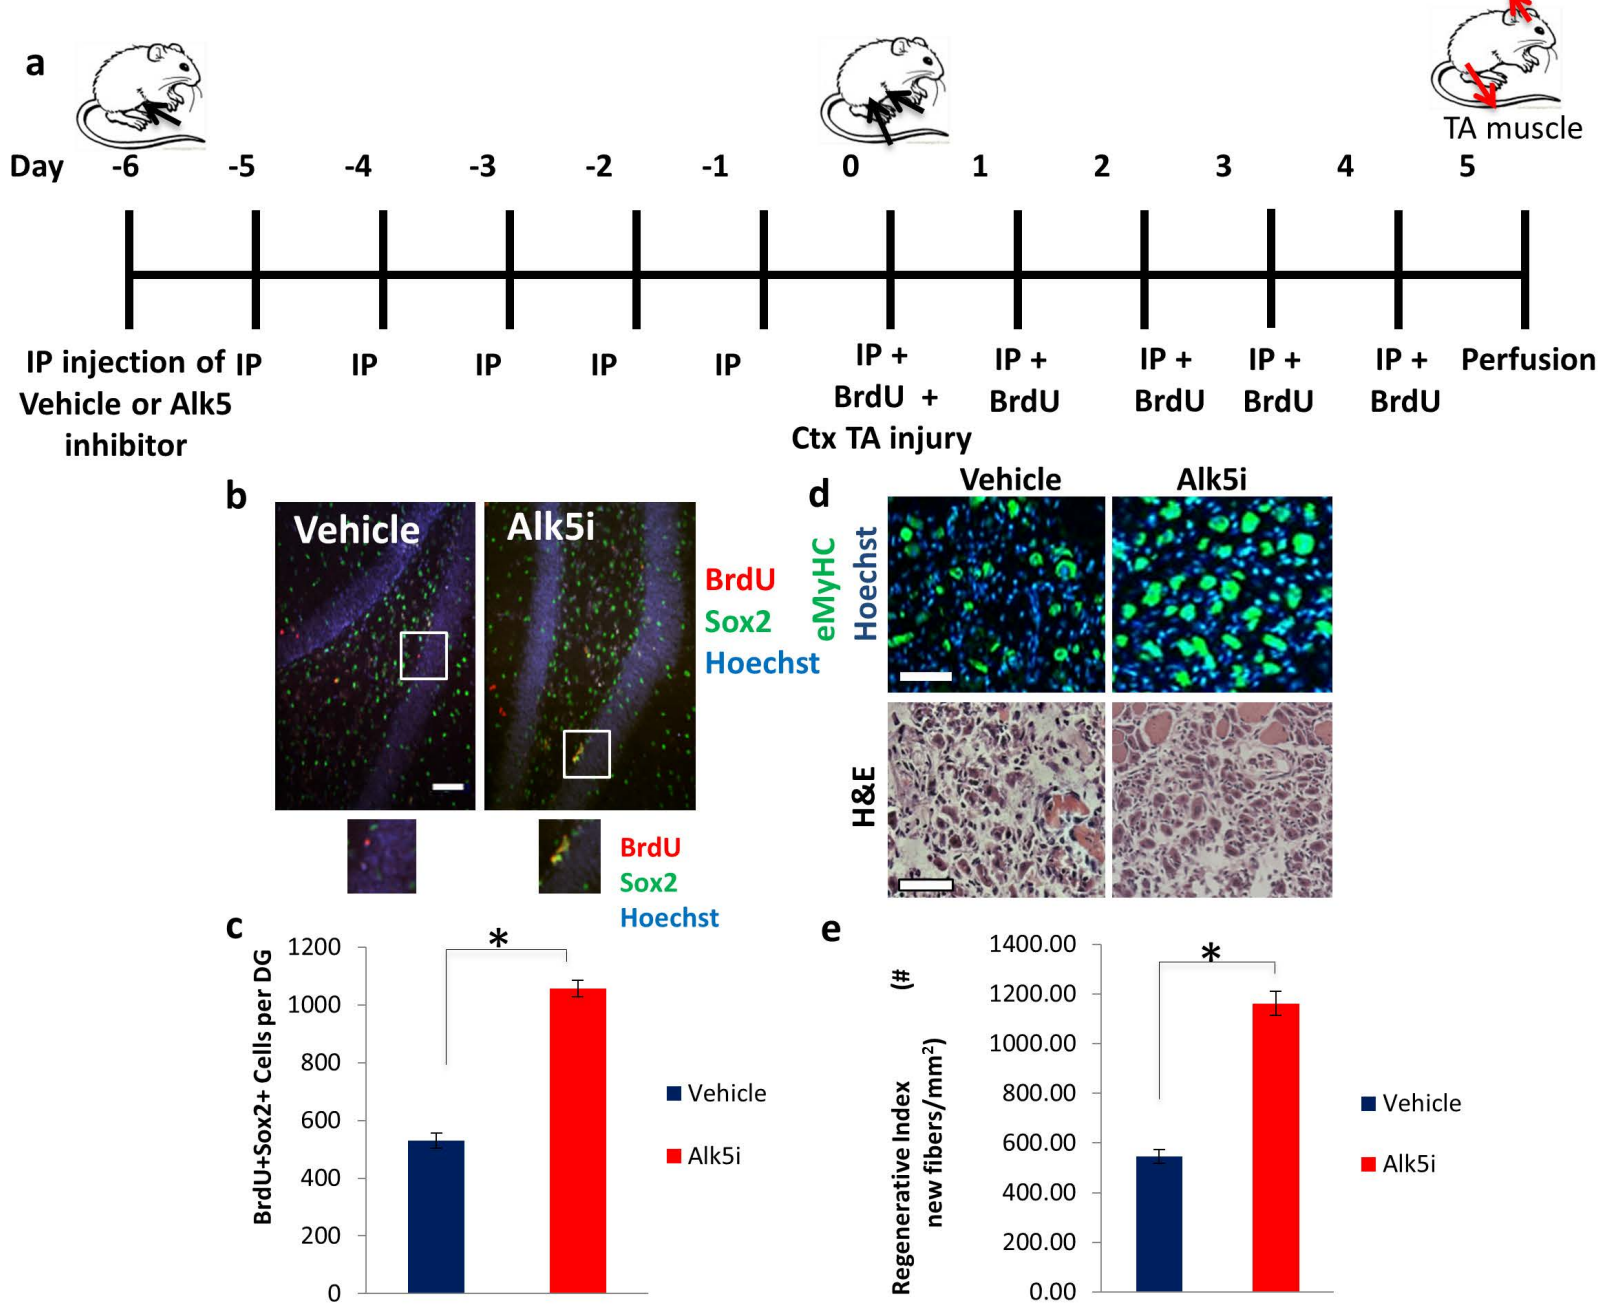 a
TA muscle
Day -6 -5 -4 -3 -2 -1 0 1 2 3 4 5
IP injection of
Vehicle or Alk5
inhibitor
IP
IP
IP
IP
IP
IP +
BrdU +
Ctx TA injury
IP +
BrdU
IP +
BrdU
IP +
BrdU
IP +
BrdU
Perfusion
b
Vehicle
Alk5i
BrdU
Sox2
Hoechst
BrdU
Sox2
Hoechst
d
Vehicle
Alk5i
eMyHC
Hoechst
H&E
c
BrdU+Sox2+ Cells per DG
1200
1000
800
600
400
200
0
*
Vehicle
Alk5i
e
Regenerative Index (#
new fibers/mm²)
1400.00
1200.00
1000.00
800.00
600.00
400.00
200.00
0.00
*
Vehicle
Alk5i